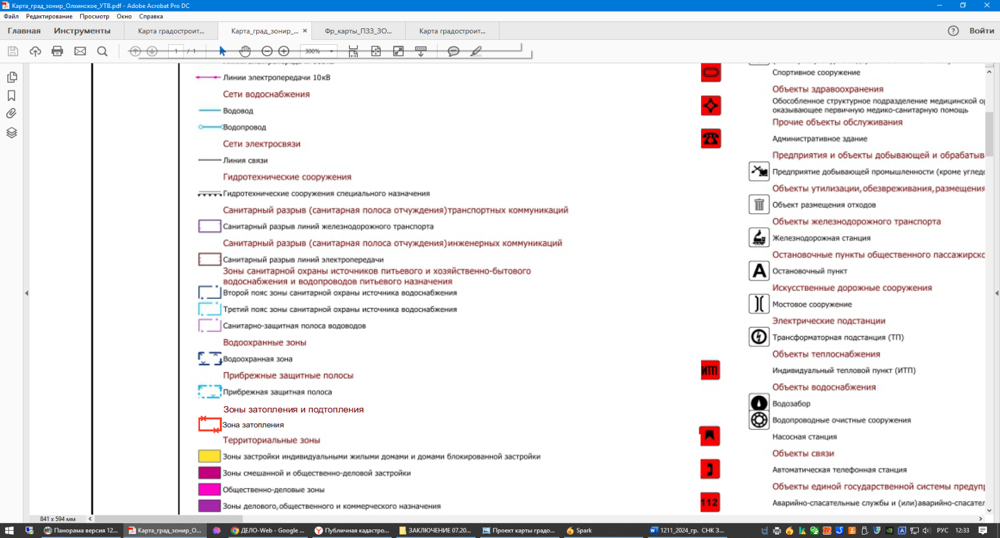 Карта_град_зонир_Олхинское_УТВ.pdf - Adobe Acrobat Pro DC
Файл Редактирование Просмотр Окно Справка
Главная Инструменты Карта градостроит... Карта_град_зонир_... × Фр_карты_ПЗЗ_ЗО... Карта градостроит... Войти
1 / 1 300%
Линии электропередачи 10кВ
Сети водоснабжения
Водовод
Водопровод
Сети электросвязи
Линия связи
Гидротехнические сооружения
Гидротехнические сооружения специального назначения
Санитарный разрыв (санитарная полоса отчуждения)транспортных коммуникаций
Санитарный разрыв линий железнодорожного транспорта
Санитарный разрыв (санитарная полоса отчуждения)инженерных коммуникаций
Санитарный разрыв линий электропередачи
Зоны санитарной охраны источников питьевого и хозяйственно-бытового
водоснабжения и водопроводов питьевого назначения
Второй пояс зоны санитарной охраны источника водоснабжения
Третий пояс зоны санитарной охраны источника водоснабжения
Санитарно-защитная полоса водоводов
Водоохранные зоны
Водоохранная зона
Прибрежные защитные полосы
Прибрежная защитная полоса
Зоны затопления и подтопления
Зона затопления
Территориальные зоны
Зоны застройки индивидуальными жилыми домами и домами блокированной застройки
Зоны смешанной и общественно-деловой застройки
Общественно-деловые зоны
Зоны делового,общественного и коммерческого назначения
Спортивное сооружение
Объекты здравоохранения
Обособленное структурное подразделение медицинской ор
оказывающее первичную медико-санитарную помощь
Прочие объекты обслуживания
Административное здание
Предприятия и объекты добывающей и обрабатыв
Предприятие добывающей промышленности (кроме угледо
Объекты утилизации,обезвреживания,размещения
Объект размещения отходов
Объекты железнодорожного транспорта
Железнодорожная станция
Остановочные пункты общественного пассажирско
А Остановочный пункт
Искусственные дорожные сооружения
Мостовое сооружение
Электрические подстанции
Трансформаторная подстанция (ТП)
Объекты теплоснабжения
ИТП Индивидуальный тепловой пункт (ИТП)
Объекты водоснабжения
Водозабор
Водопроводные очистные сооружения
Насосная станция
Объекты связи
Автоматическая телефонная станция
Объекты единой государственной системы предупр
112 Аварийно-спасательные службы и (или)аварийно-спасател
841 x 594 мм
Панорама версия 12... Карта_град_зонир_О... ДЕЛО-Web - Google ... Публичная кадастро... ЗАКЛЮЧЕНИЕ 07.20... Проект карты градо... Spark 1211_2024_гр. СНК З... РУС 12:33